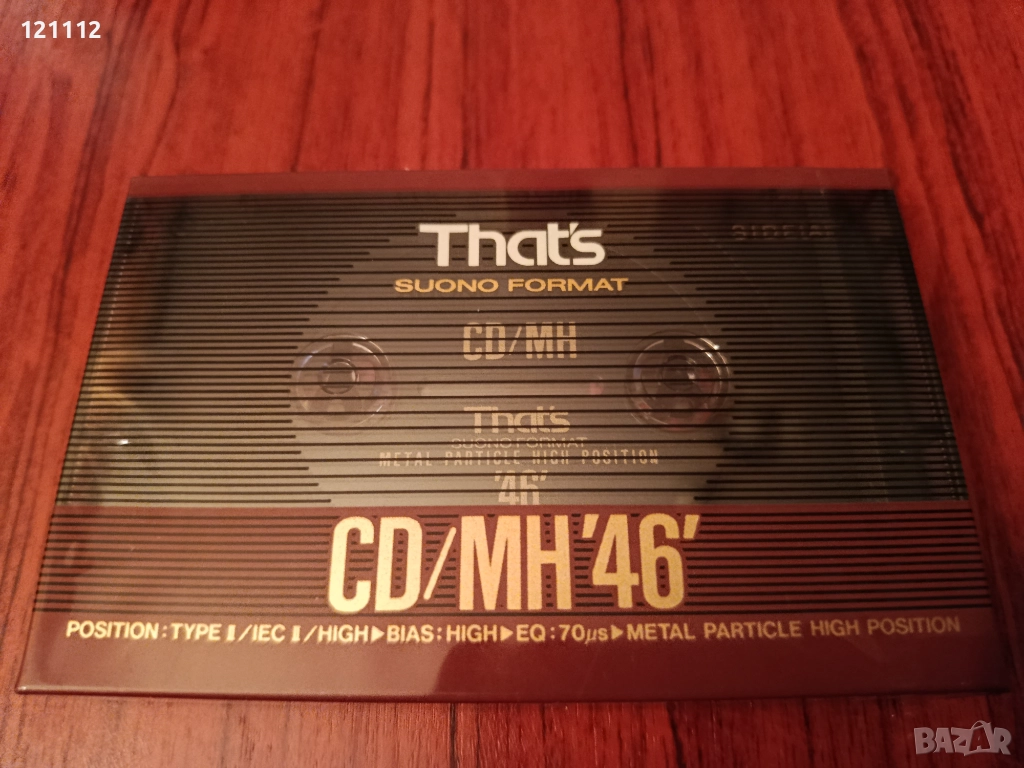 121112
That's
SUONO FORMAT
CD/MH
That's
SUONO FORMAT
METAL PARTICLE HIGH POSITION
'46'
CD/MH'46'
POSITION:TYPE II/IEC II/HIGH▶BIAS:HIGH▶EQ:70μs▶METAL PARTICLE HIGH POSITION
BAZAR